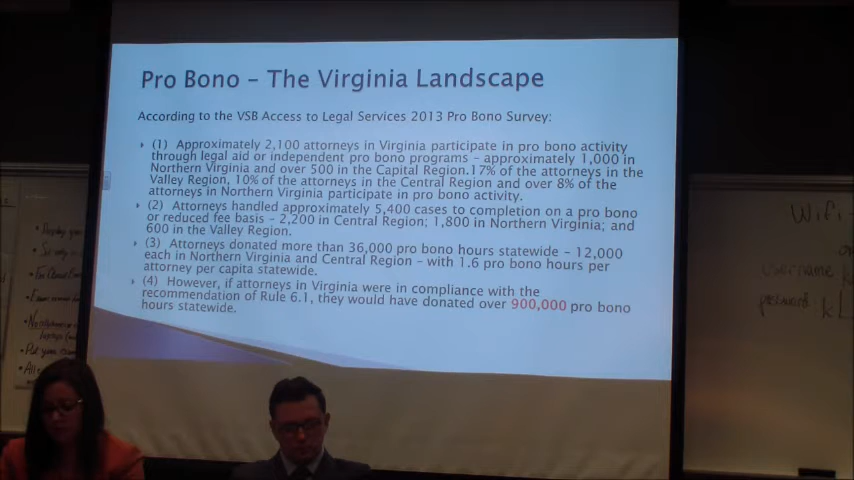 Pro Bono – The Virginia Landscape
According to the VSB Access to Legal Services 2013 Pro Bono Survey:
(1) Approximately 2,100 attorneys in Virginia participate in pro bono activity
through legal aid or independent pro bono programs – approximately 1,000 in
Northern Virginia and over 500 in the Capital Region.17% of the attorneys in the
Valley Region, 10% of the attorneys in the Central Region and over 8% of the
attorneys in Northern Virginia participate in pro bono activity.
(2) Attorneys handled approximately 5,400 cases to completion on a pro bono
or reduced fee basis – 2,200 in Central Region; 1,800 in Northern Virginia; and
600 in the Valley Region.
(3) Attorneys donated more than 36,000 pro bono hours statewide – 12,000
each in Northern Virginia and Central Region – with 1.6 pro bono hours per
attorney per capita statewide.
(4) However, if attorneys in Virginia were in compliance with the
recommendation of Rule 6.1, they would have donated over 900,000 pro bono
hours statewide.
Wifi
username
password